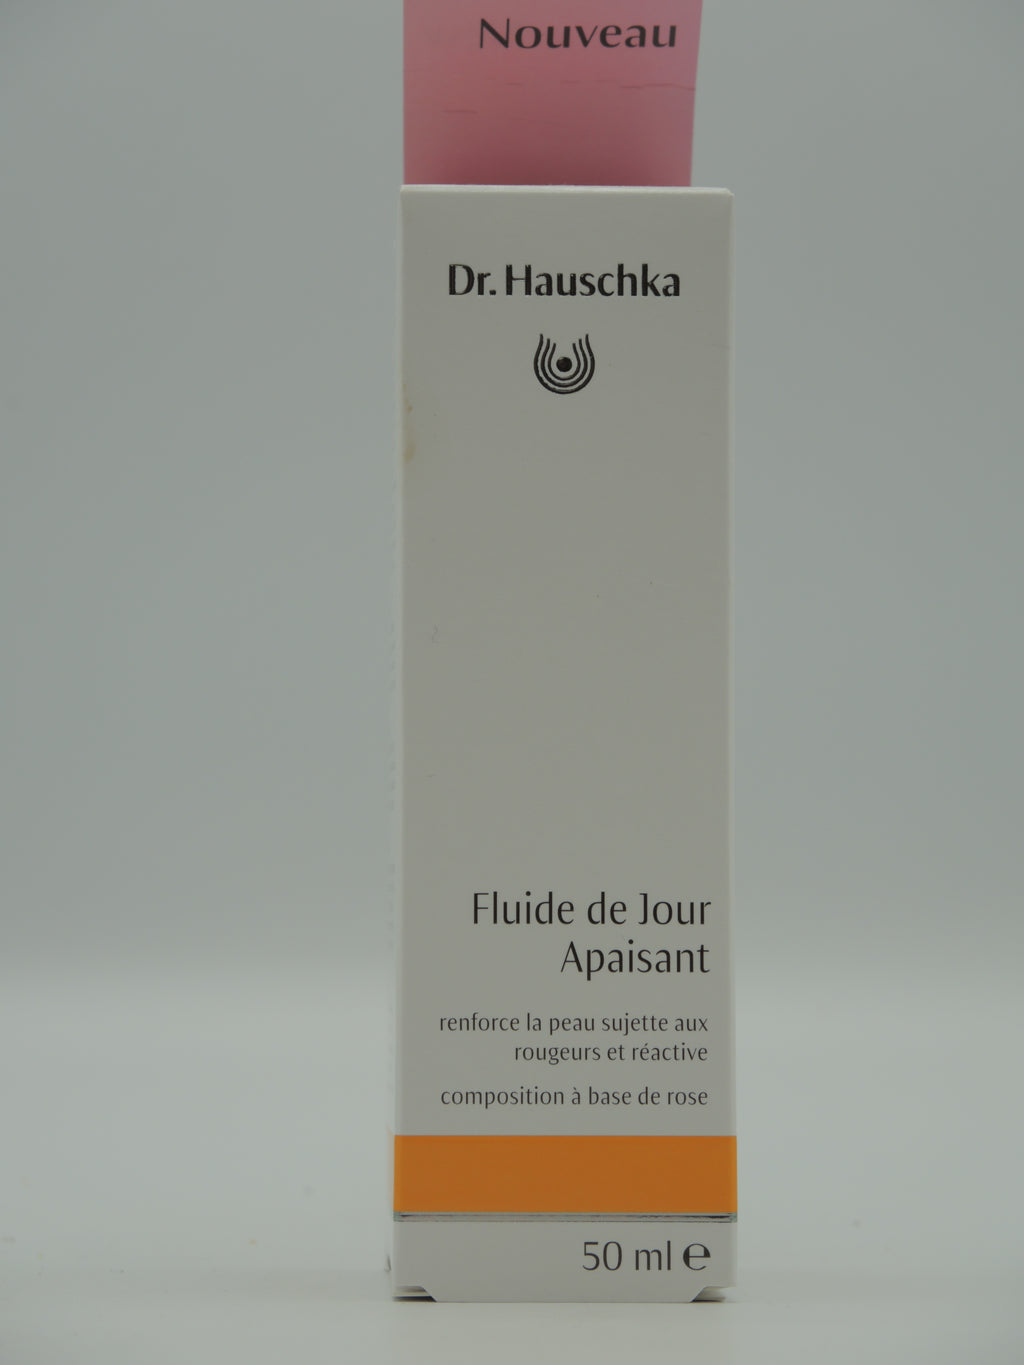 Nouveau
Dr. Hauschka
Fluide de Jour
Apaisant
renforce la peau sujette aux
rougeurs et réactive
composition à base de rose
50 ml ℮